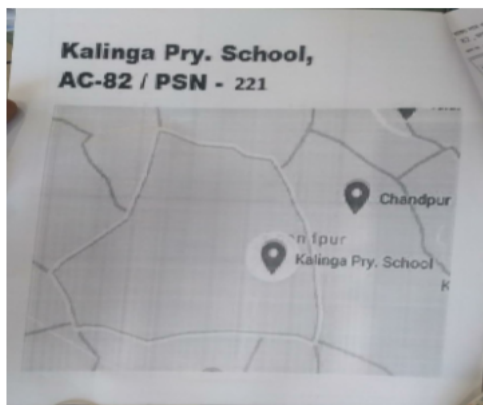 Kalinga Pry. School,
AC-82 / PSN - 221
Chandpur
Kalinga Pry. School
K